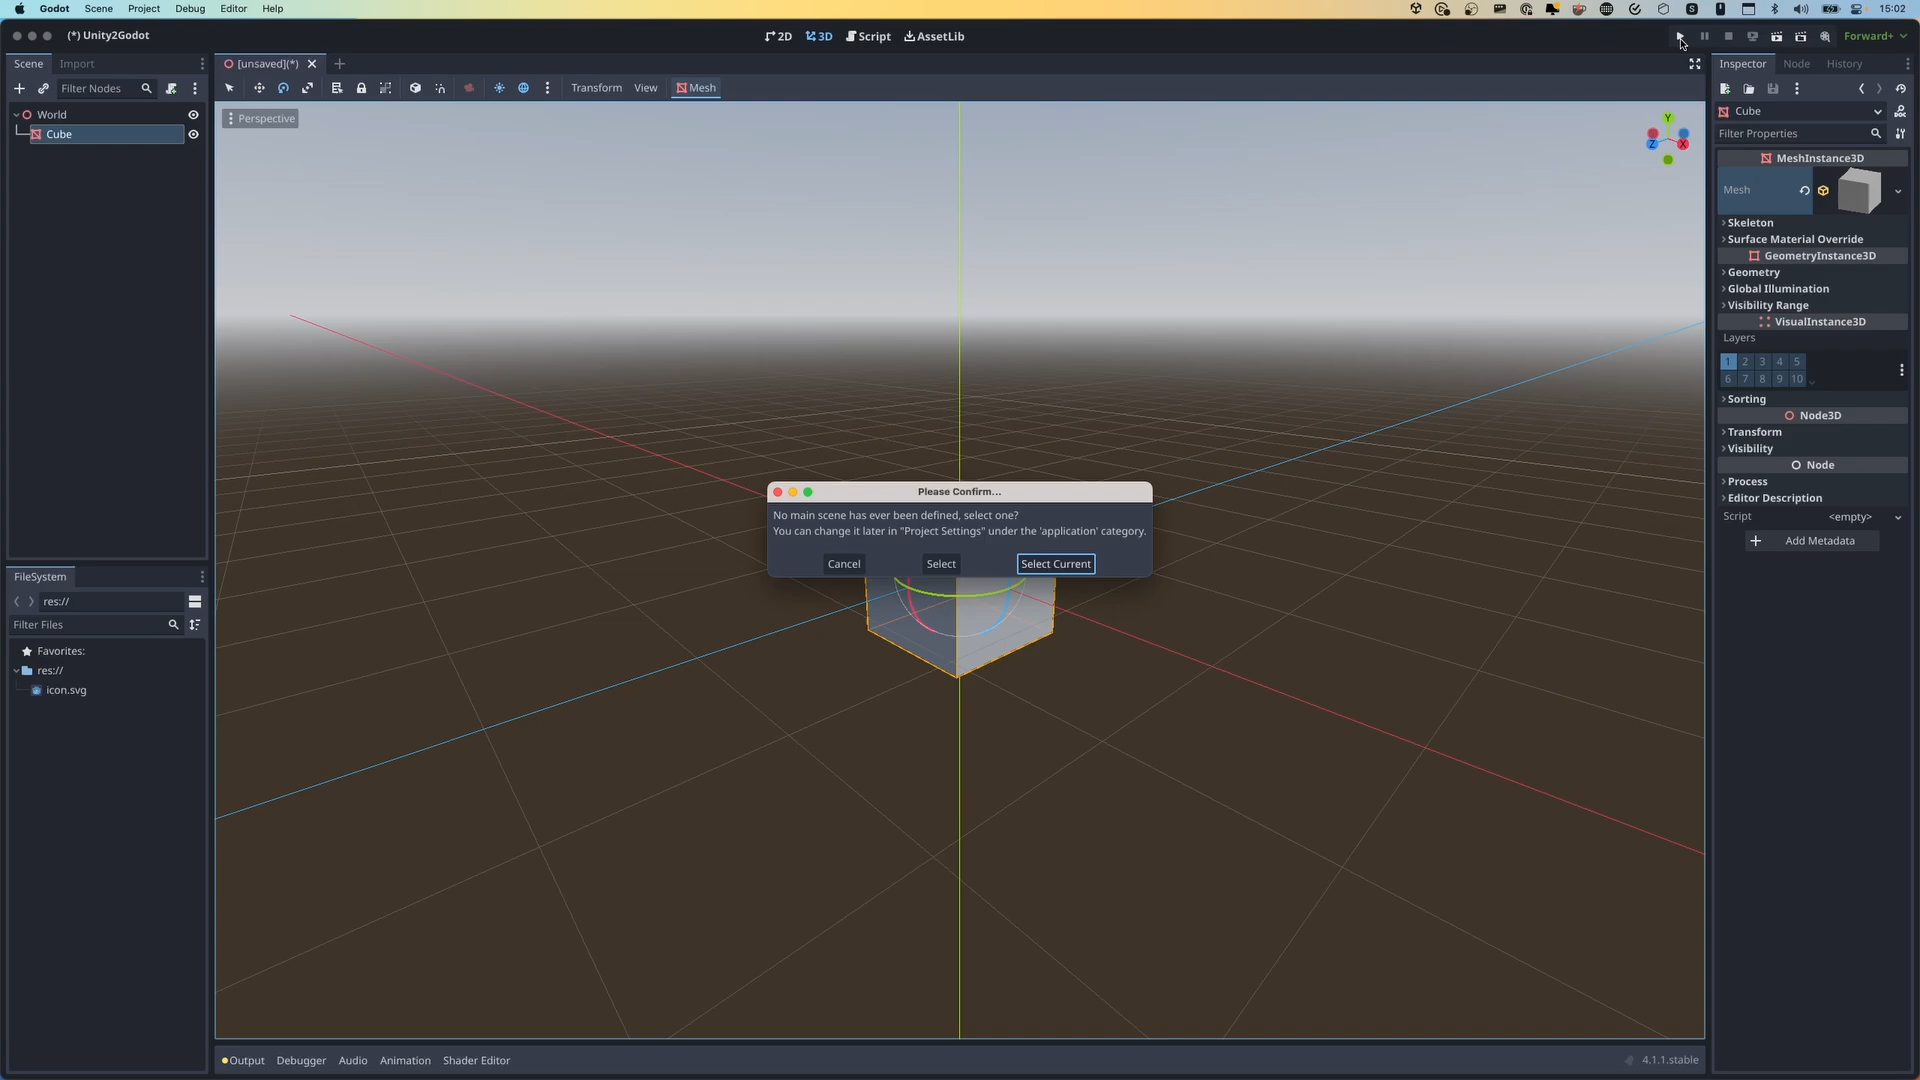 Godot Scene Project Debug Editor Help 15:02
(*) Unity2Godot 2D 3D Script AssetLib Forward+
Scene Import [unsaved](*) Inspector Node History
Filter Nodes Transform View Mesh
World
Cube
Perspective
Y
Z X
Cube
Filter Properties
MeshInstance3D
Mesh
Skeleton
Surface Material Override
GeometryInstance3D
Geometry
Global Illumination
Visibility Range
VisualInstance3D
Layers
1 2 3 4 5
6 7 8 9 10
Sorting
Node3D
Transform
Visibility
Node
Process
Editor Description
Script <empty>
Add Metadata
Please Confirm...
No main scene has ever been defined, select one?
You can change it later in "Project Settings" under the 'application' category.
Cancel Select Select Current
FileSystem
res://
Filter Files
Favorites:
res://
icon.svg
Output Debugger Audio Animation Shader Editor 4.1.1.stable